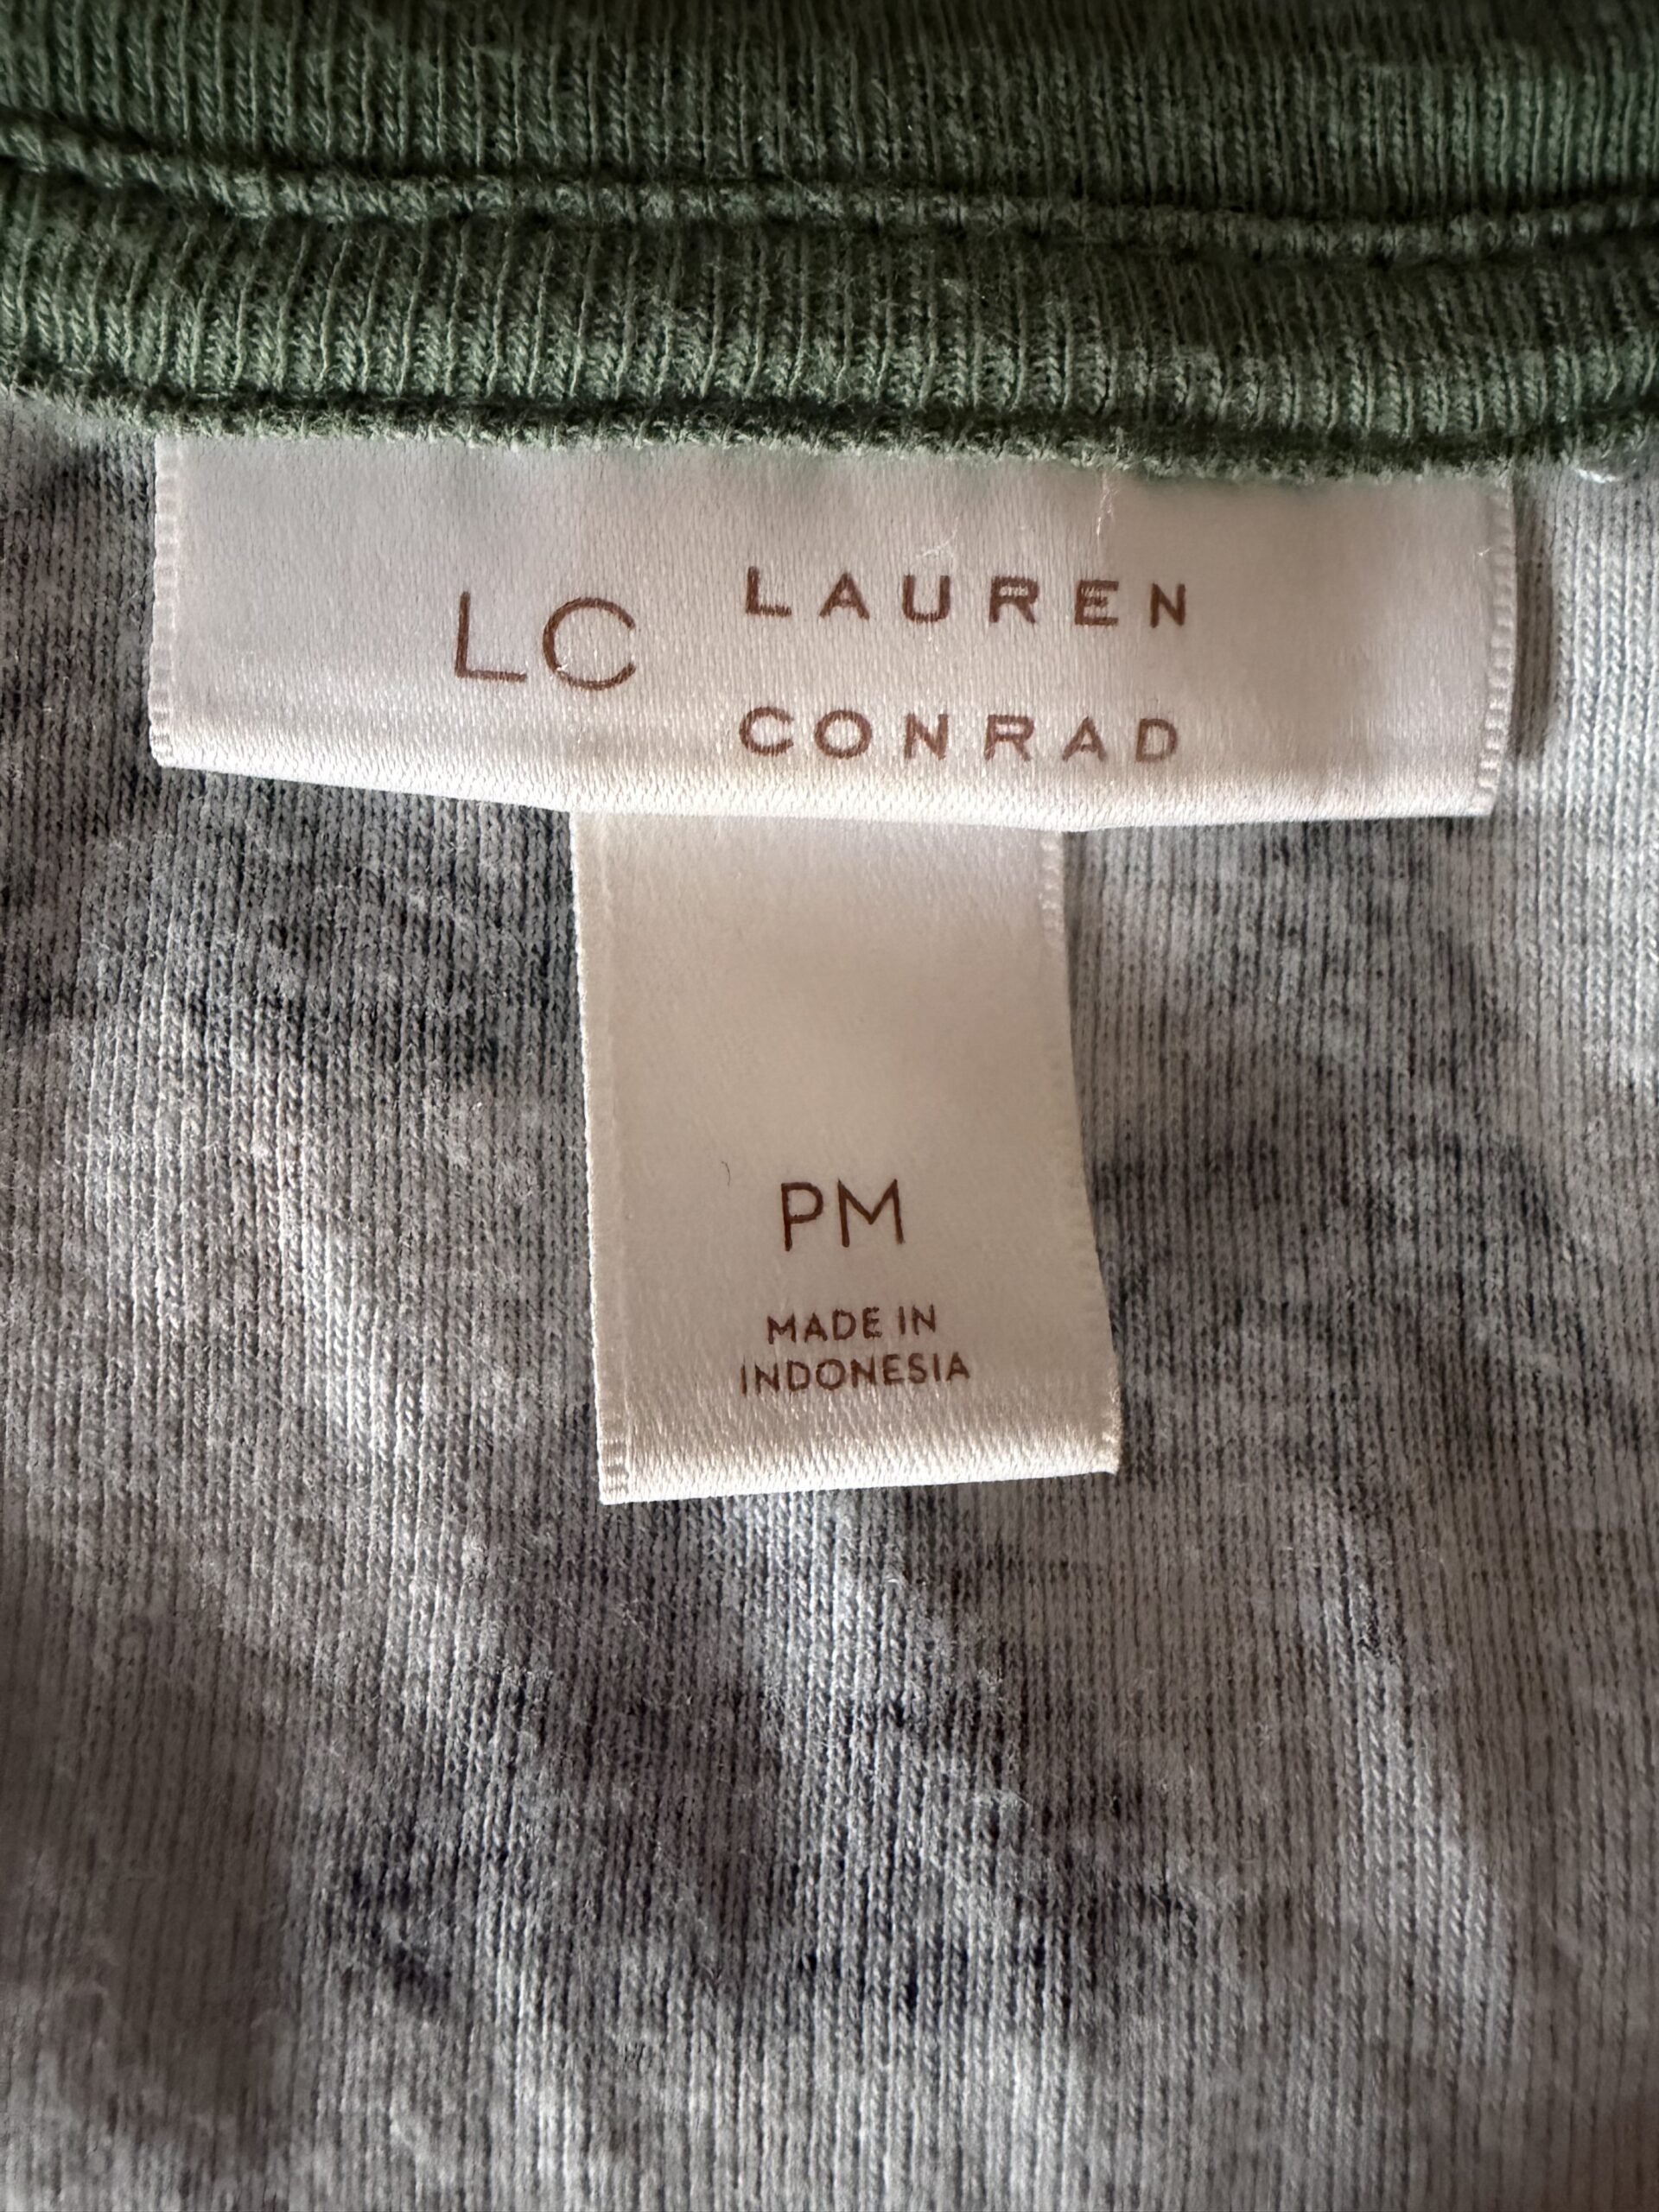 LC LAUREN
CONRAD
PM
MADE IN
INDONESIA